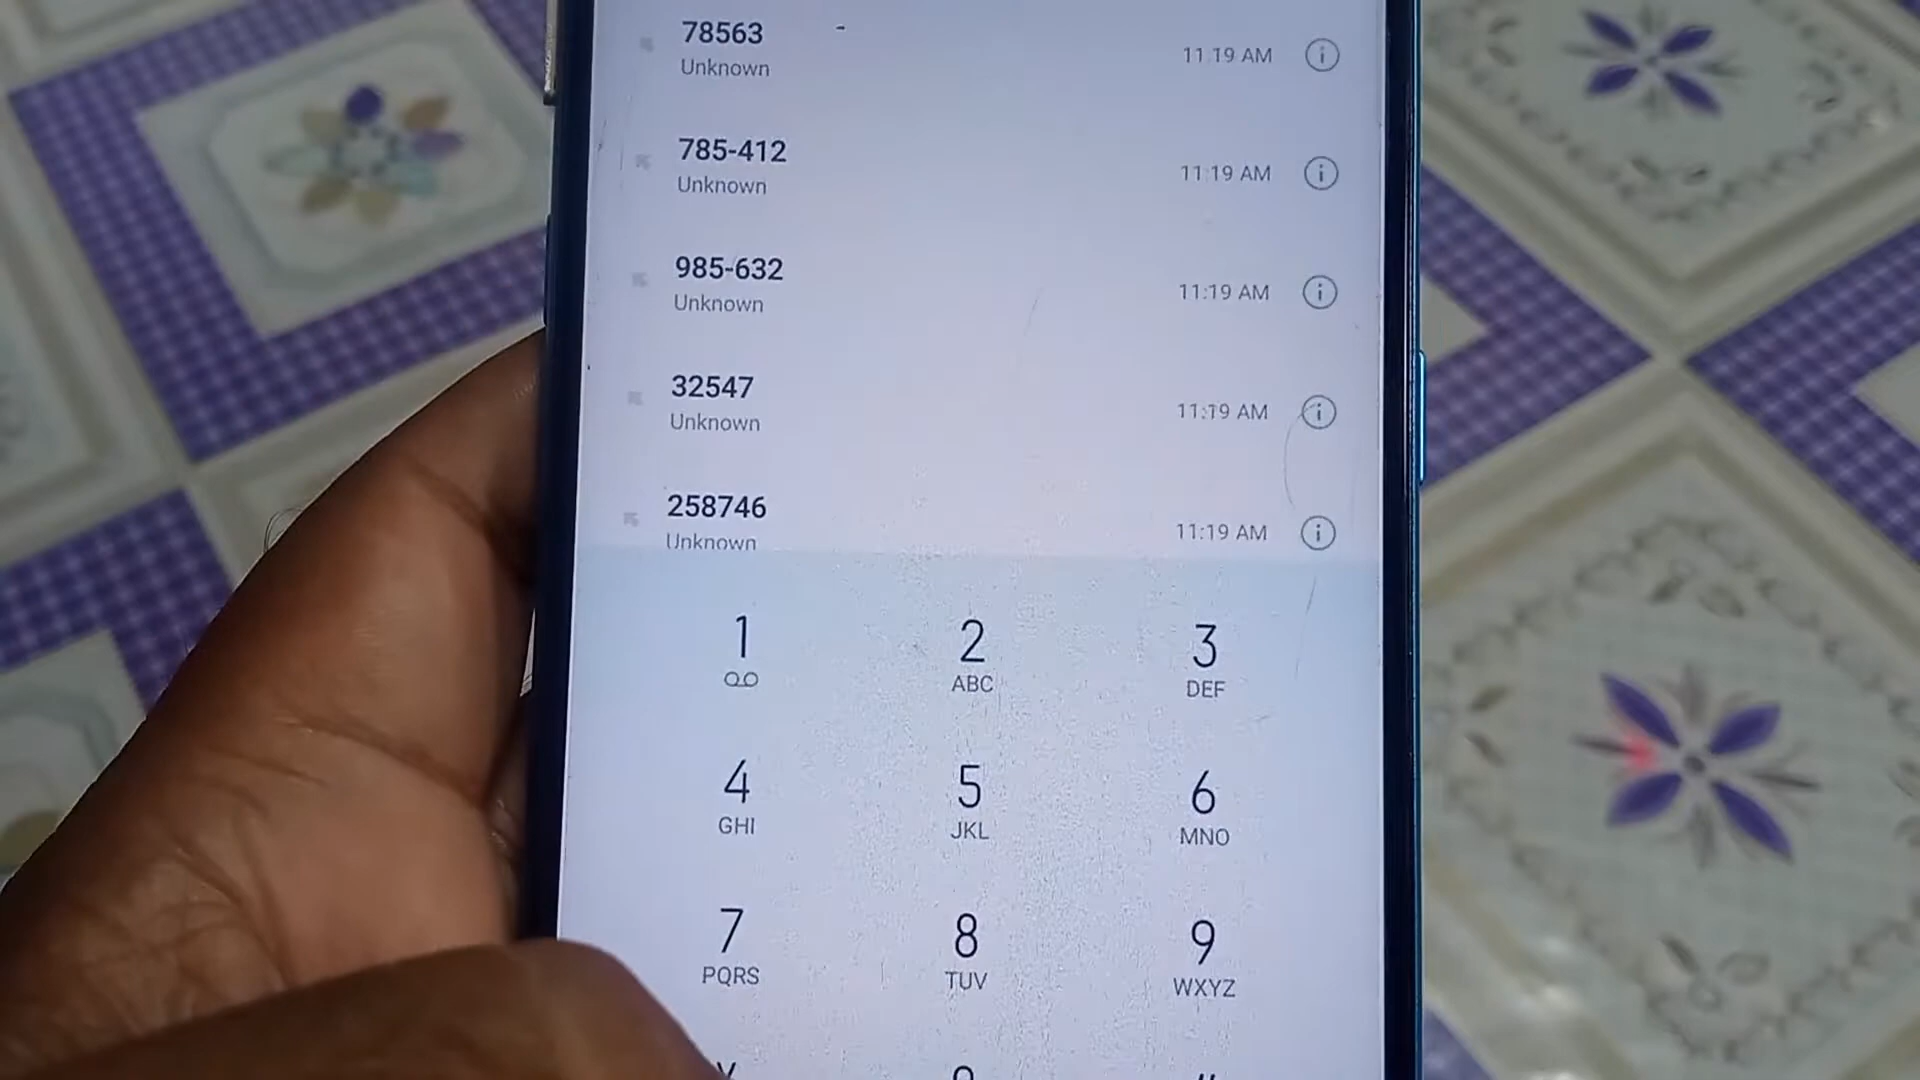 78563
Unknown
11:19 AM
785-412
Unknown
11:19 AM
985-632
Unknown
11:19 AM
32547
Unknown
11:19 AM
258746
Unknown
11:19 AM
1 2 3
ABC DEF
4 5 6
GHI JKL MNO
7 8 9
PQRS TUV WXYZ